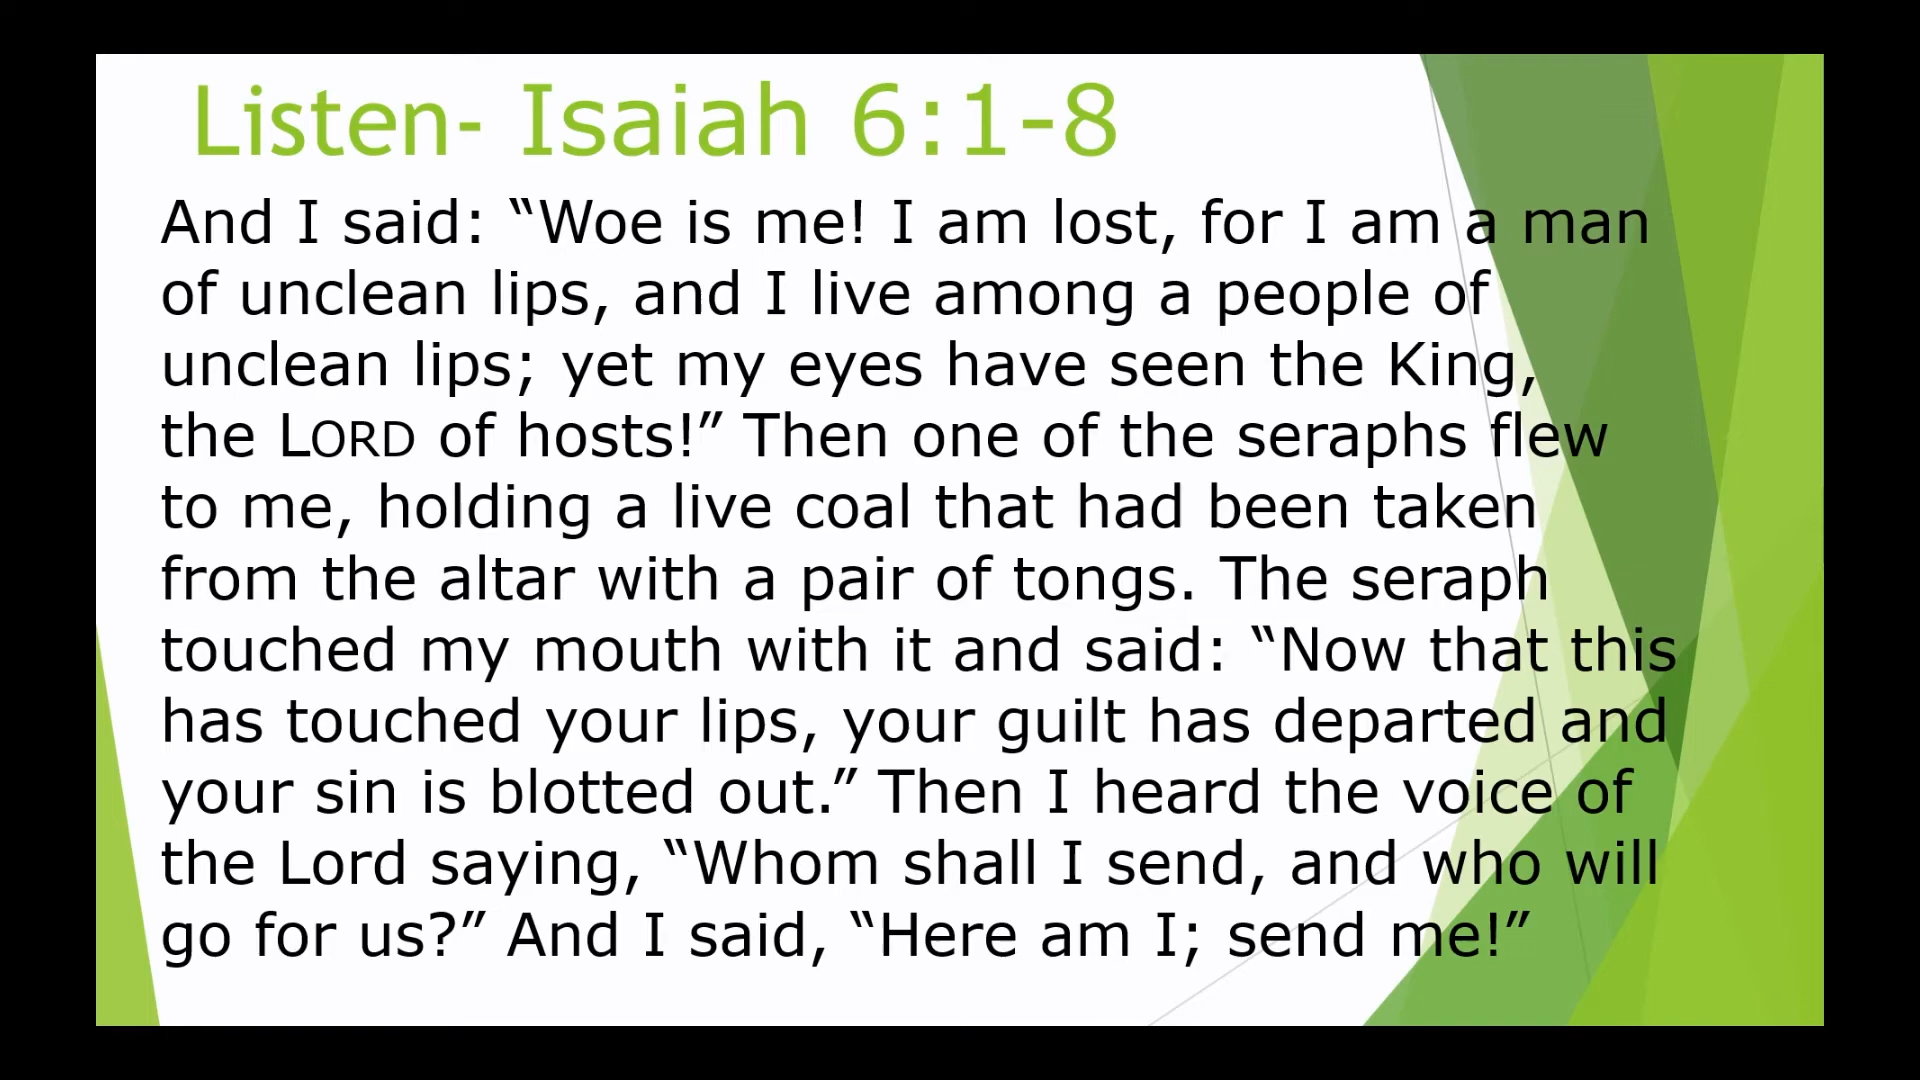 Listen- Isaiah 6:1-8
And I said: “Woe is me! I am lost, for I am a man
of unclean lips, and I live among a people of
unclean lips; yet my eyes have seen the King,
the LORD of hosts!” Then one of the seraphs flew
to me, holding a live coal that had been taken
from the altar with a pair of tongs. The seraph
touched my mouth with it and said: “Now that this
has touched your lips, your guilt has departed and
your sin is blotted out.” Then I heard the voice of
the Lord saying, “Whom shall I send, and who will
go for us?” And I said, “Here am I; send me!”